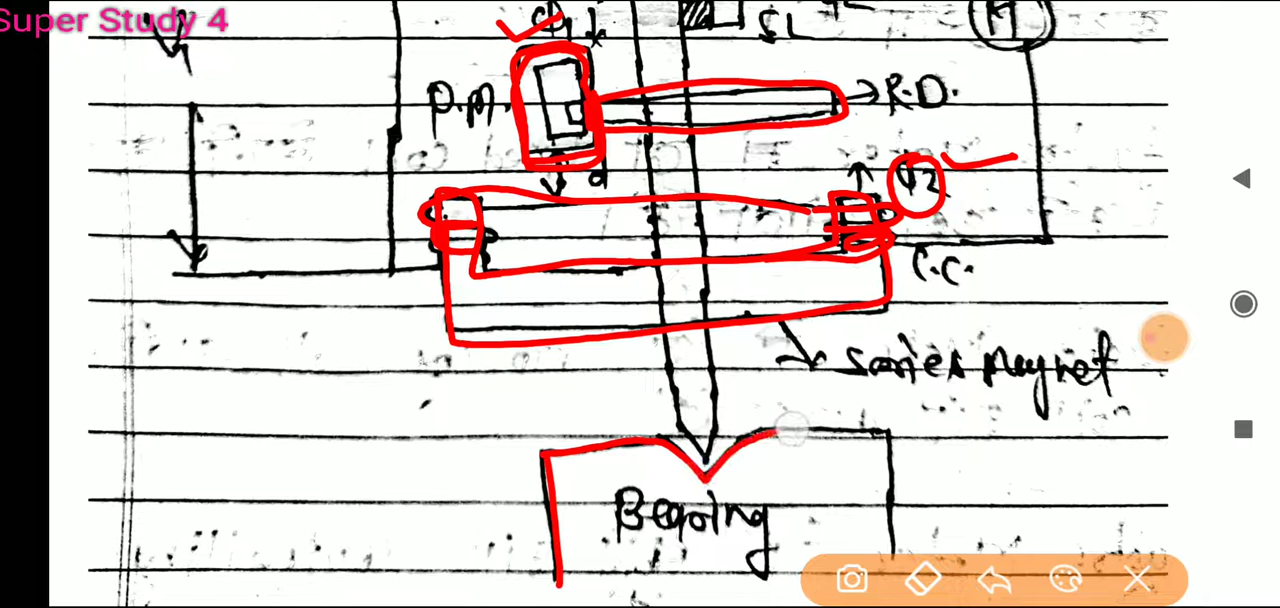 Super Study 4
SL
M
P.M.
R.D.
φ2
C.C.
Series Magnet
Bearing